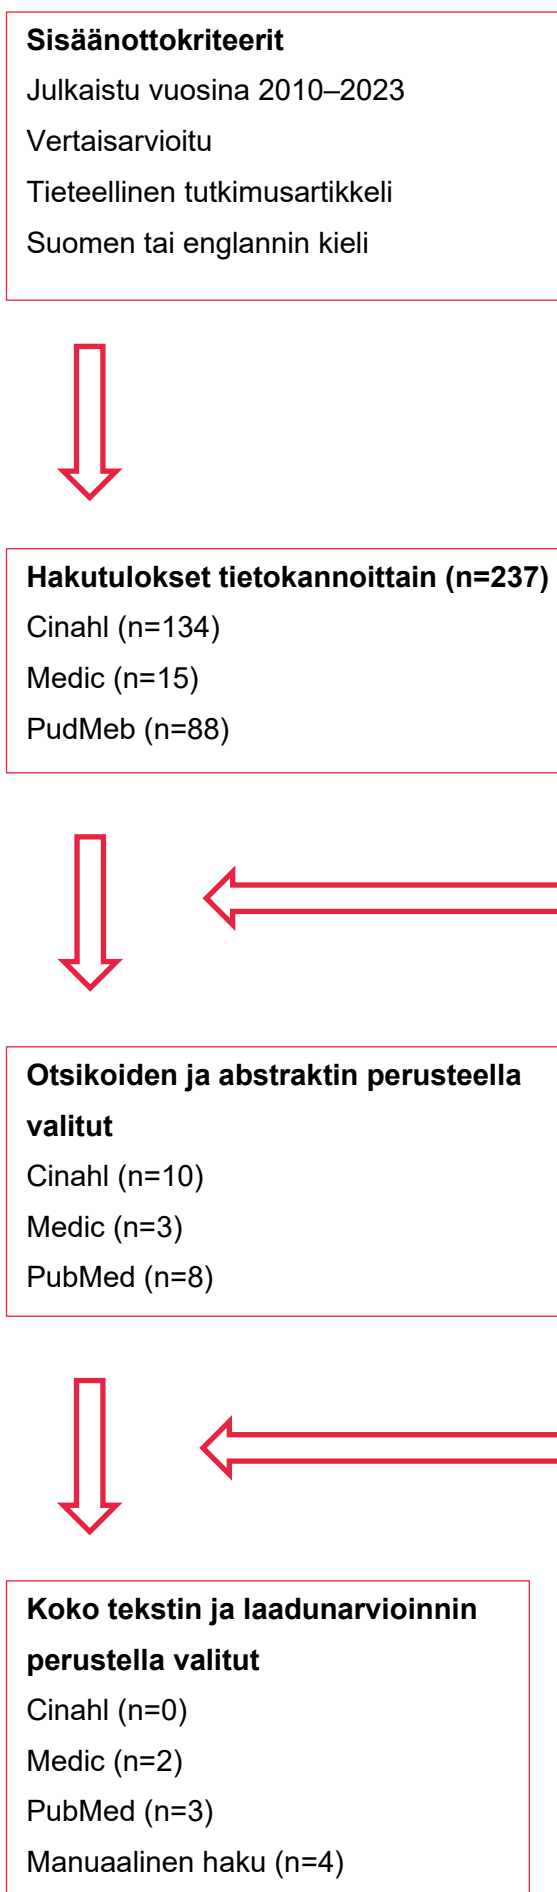 Sisäänottokriteerit
Julkaistu vuosina 2010–2023
Vertaisarvioitu
Tieteellinen tutkimusartikkeli
Suomen tai englannin kieli
Hakutulokset tietokannoittain (n=237)
Cinahl (n=134)
Medic (n=15)
PudMeb (n=88)
Otsikoiden ja abstraktin perusteella
valitut
Cinahl (n=10)
Medic (n=3)
PubMed (n=8)
Koko tekstin ja laadunarvioinnin
perustella valitut
Cinahl (n=0)
Medic (n=2)
PubMed (n=3)
Manuaalinen haku (n=4)